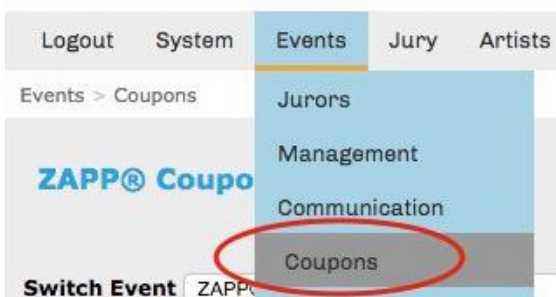 Logout System Events Jury Artists
Events > Coupons
Jurors
Management
ZAPP® Coupo
Communication
Coupons
Switch Event ZAPP